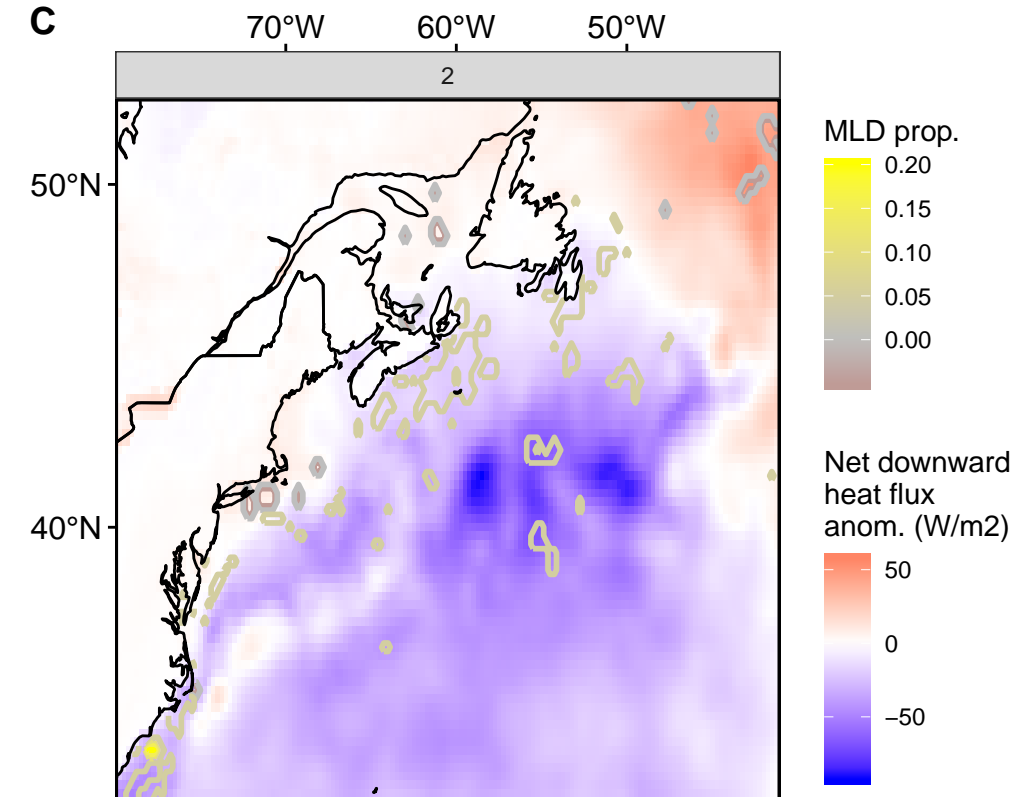 C
70°W 60°W 50°W
2
50°N
40°N
MLD prop.
0.20
0.15
0.10
0.05
0.00
Net downward
heat flux
anom. (W/m2)
50
0
−50